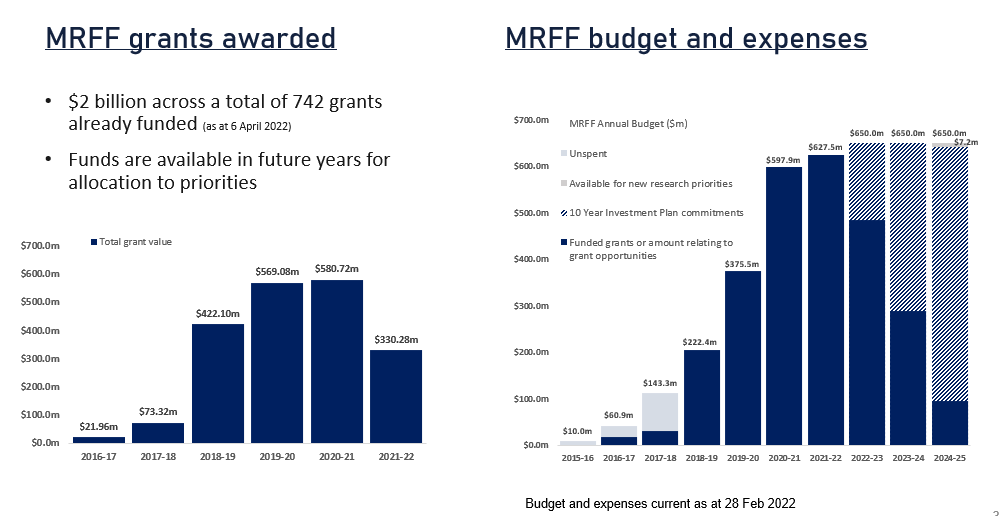 MRFF grants awarded
• $2 billion across a total of 742 grants
already funded (as at 6 April 2022)
• Funds are available in future years for
allocation to priorities
Total grant value
$700.0m
$600.0m
$500.0m
$400.0m
$300.0m
$200.0m
$100.0m
$0.0m
$21.96m
$73.32m
$422.10m
$569.08m
$580.72m
$330.28m
2016-17 2017-18 2018-19 2019-20 2020-21 2021-22
MRFF budget and expenses
MRFF Annual Budget ($m)
Unspent
Available for new research priorities
10 Year Investment Plan commitments
Funded grants or amount relating to
grant opportunities
$700.0m
$600.0m
$500.0m
$400.0m
$300.0m
$200.0m
$100.0m
$0.0m
$10.0m
$60.9m
$143.3m
$222.4m
$375.5m
$597.9m
$627.5m
$650.0m
$650.0m
$650.0m
$7.2m
2015-16 2016-17 2017-18 2018-19 2019-20 2020-21 2021-22 2022-23 2023-24 2024-25
Budget and expenses current as at 28 Feb 2022